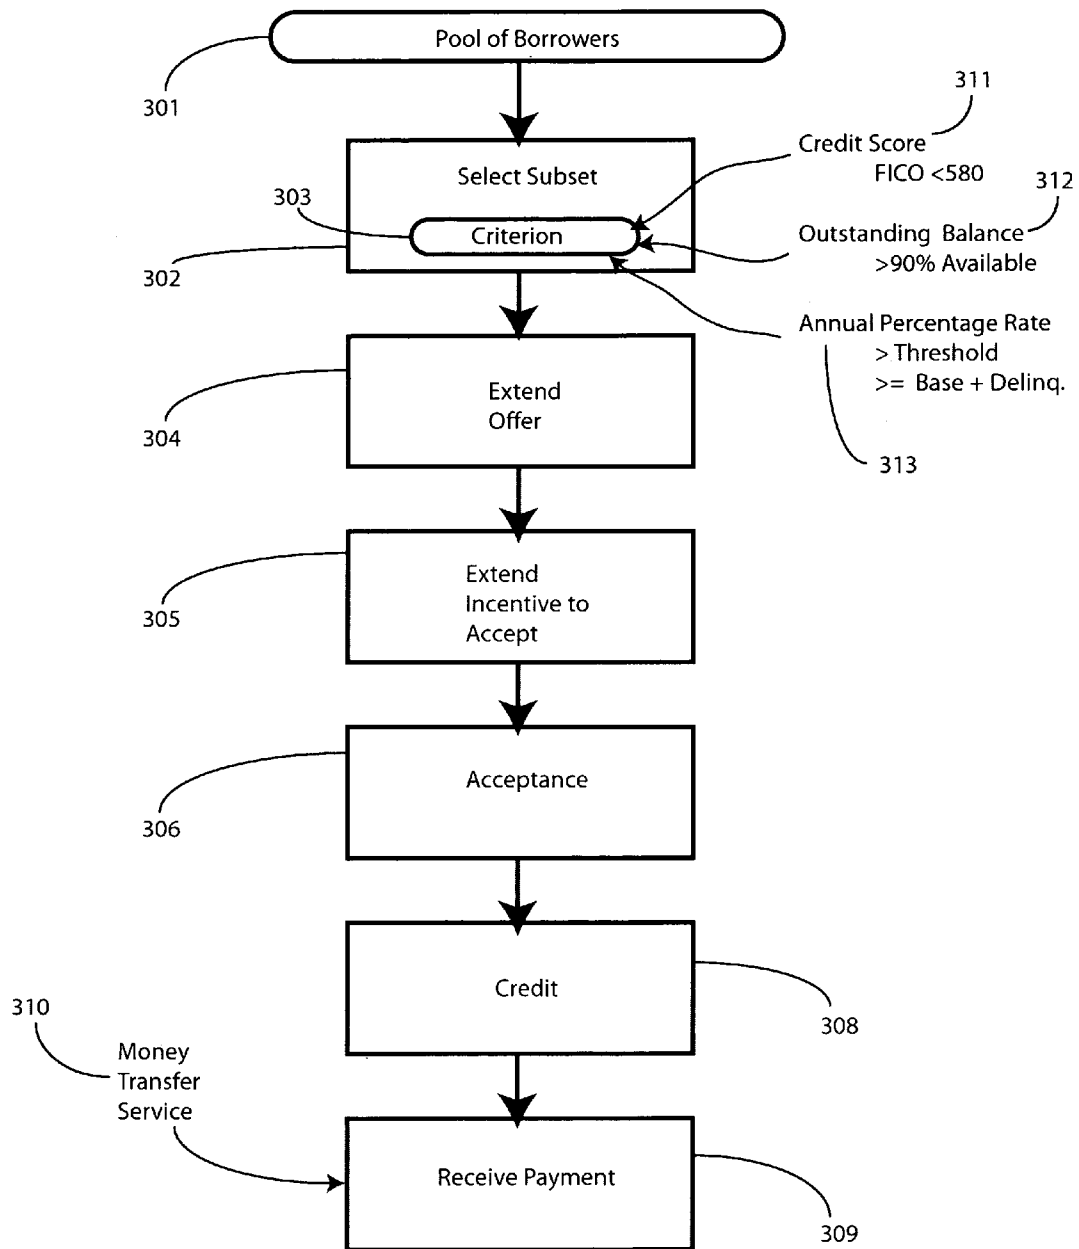 Pool of Borrowers
301
311
Credit Score
FICO <580
Select Subset
312
303
Criterion
Outstanding Balance
>90% Available
302
Annual Percentage Rate
> Threshold
>= Base + Delinq.
304
Extend
Offer
313
305
Extend
Incentive to
Accept
306
Acceptance
Credit
308
310
Money
Transfer
Service
Receive Payment
309